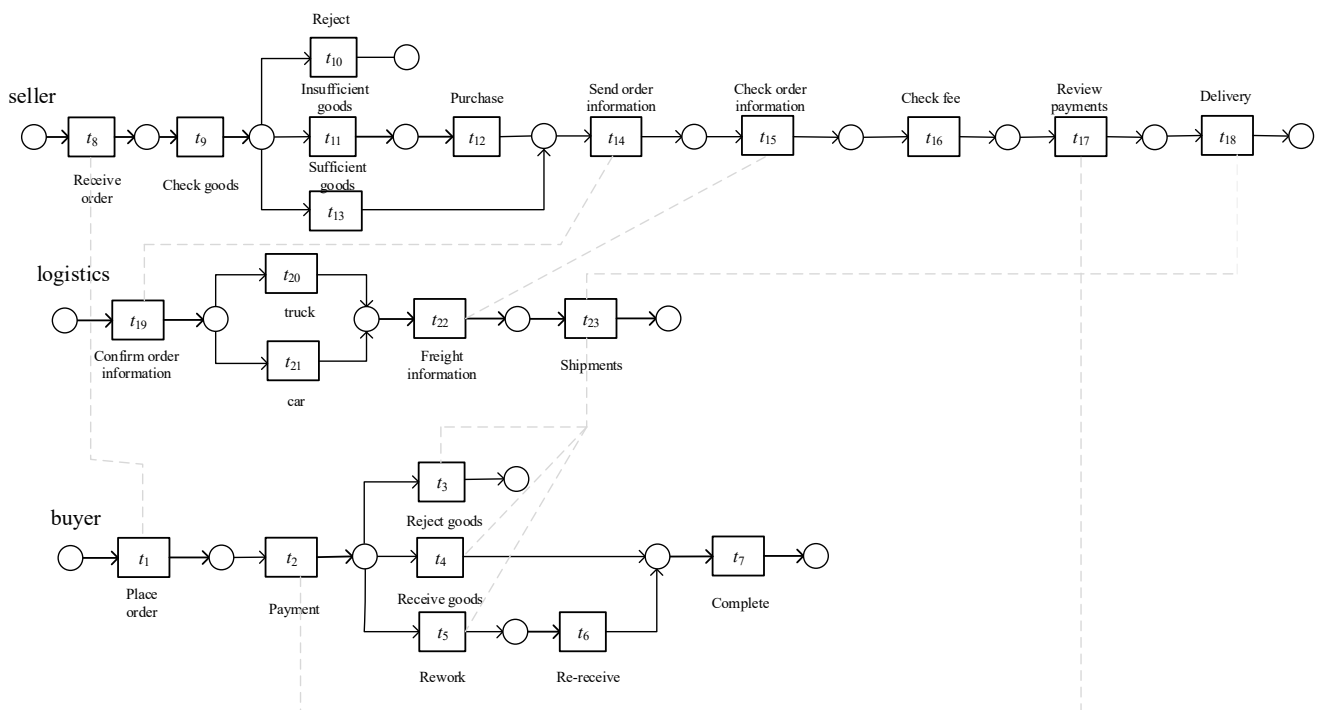 Reject
t10
seller
Insufficient
goods
Purchase
Send order
information
Check order
information
Check fee
Review
payments
Delivery
t8
t9
t11
t12
t14
t15
t16
t17
t18
Receive
order
Check goods
Sufficient
goods
t13
logistics
t20
truck
t19
t22
t23
Confirm order
information
t21
car
Freight
information
Shipments
t3
Reject goods
buyer
t1
t2
t4
t7
Place
order
Payment
Receive goods
Complete
t5
t6
Rework
Re-receive